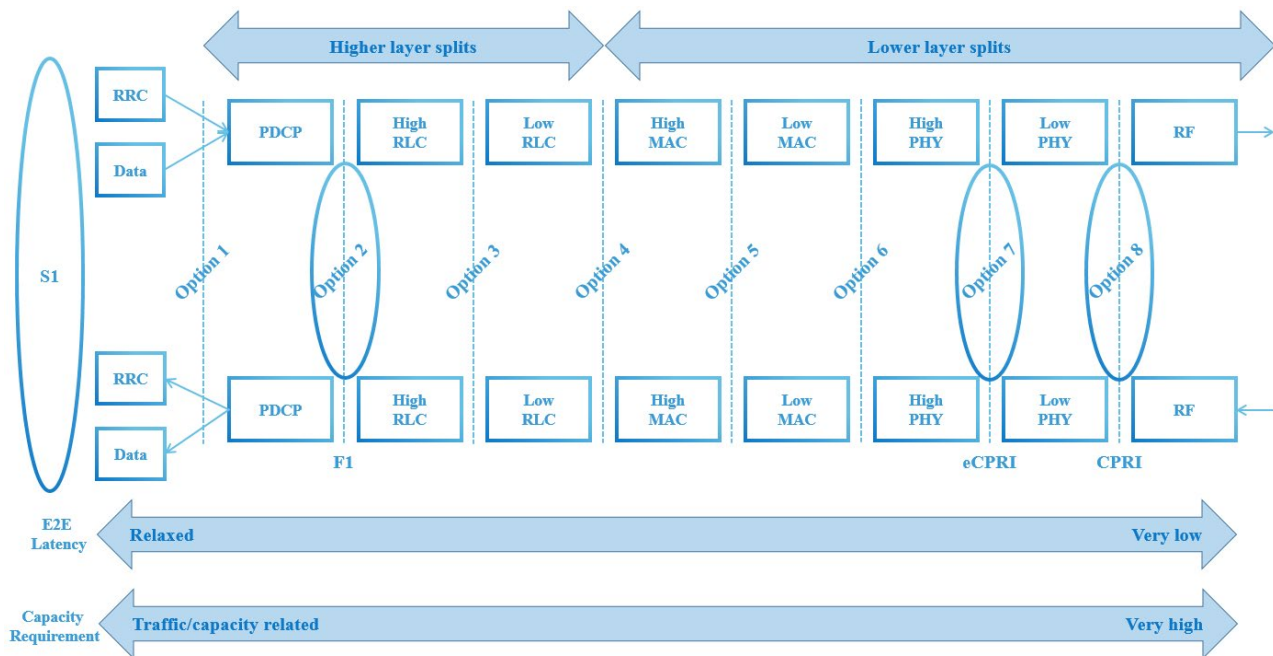 Higher layer splits
Lower layer splits
RRC
Data
PDCP
High
RLC
Low
RLC
High
MAC
Low
MAC
High
PHY
Low
PHY
RF
S1
Option 1
Option 2
Option 3
Option 4
Option 5
Option 6
Option 7
Option 8
RRC
Data
PDCP
High
RLC
Low
RLC
High
MAC
Low
MAC
High
PHY
Low
PHY
RF
F1
eCPRI
CPRI
E2E
Latency
Relaxed
Very low
Capacity
Requirement
Traffic/capacity related
Very high